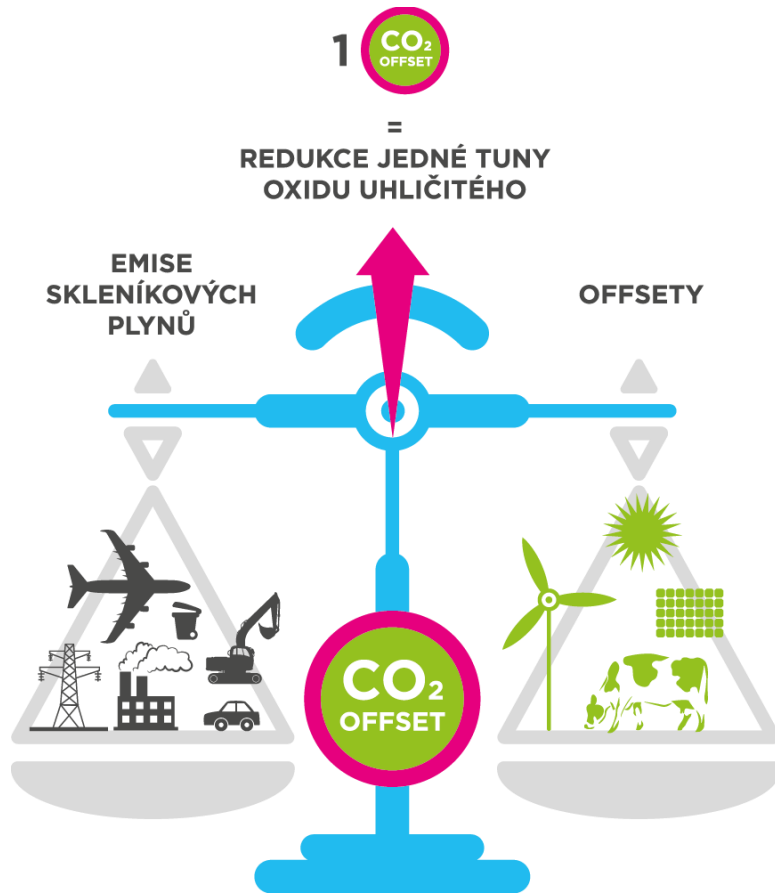 1 CO₂
OFFSET
=
REDUKCE JEDNÉ TUNY
OXIDU UHLIČITÉHO
EMISE
SKLENÍKOVÝCH
PLYNŮ
OFFSETY
CO₂
OFFSET